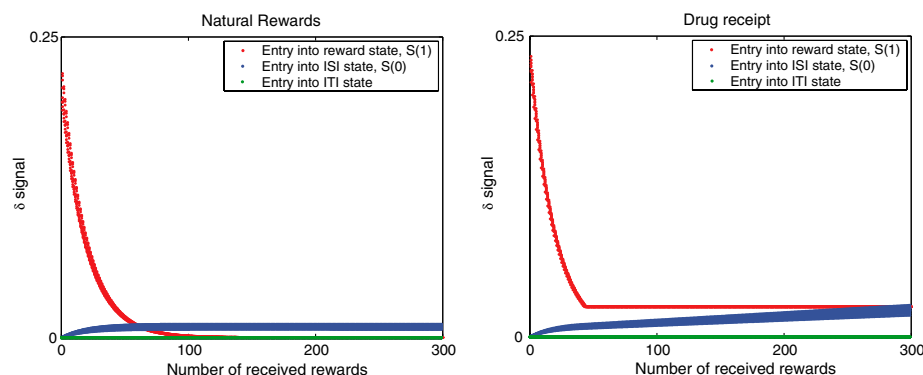 Natural Rewards
0.25
Entry into reward state, S(1)
Entry into ISI state, S(0)
Entry into ITI state
δ signal
0
0
100
200
300
Number of received rewards
Drug receipt
0.25
Entry into reward state, S(1)
Entry into ISI state, S(0)
Entry into ITI state
δ signal
0
0
100
200
300
Number of received rewards